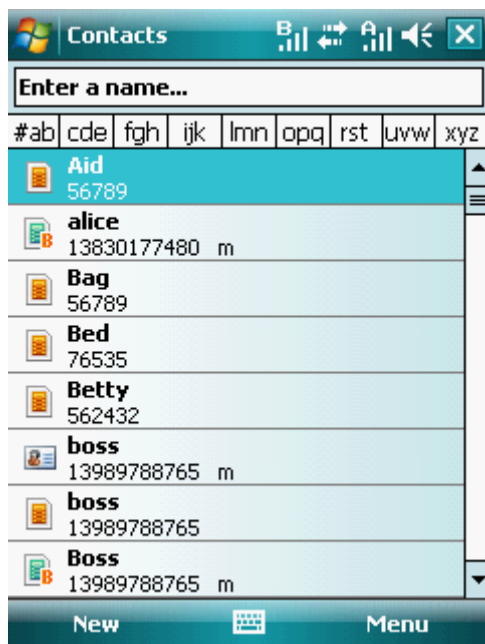 Contacts B A
Enter a name...
#ab cde fgh ijk lmn opq rst uvw xyz
Aid
56789
alice
B 13830177480 m
Bag
56789
Bed
76535
Betty
562432
boss
13989788765 m
boss
13989788765
Boss
B 13989788765 m
New Menu